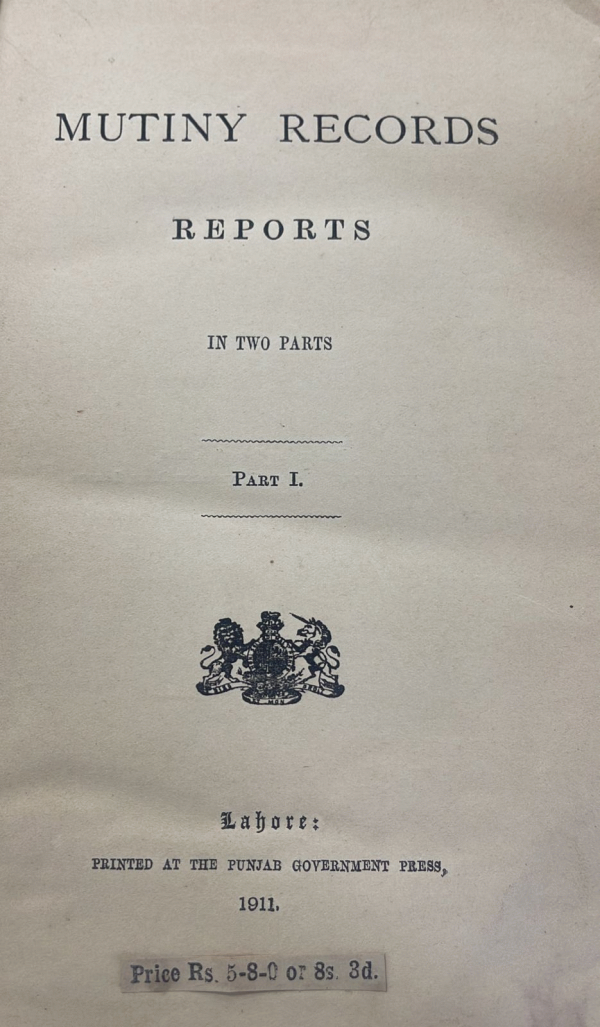 MUTINY RECORDS
REPORTS
IN TWO PARTS
PART I.
Lahore:
PRINTED AT THE PUNJAB GOVERNMENT PRESS,
1911.
Price Rs. 5-8-0 or 8s. 3d.